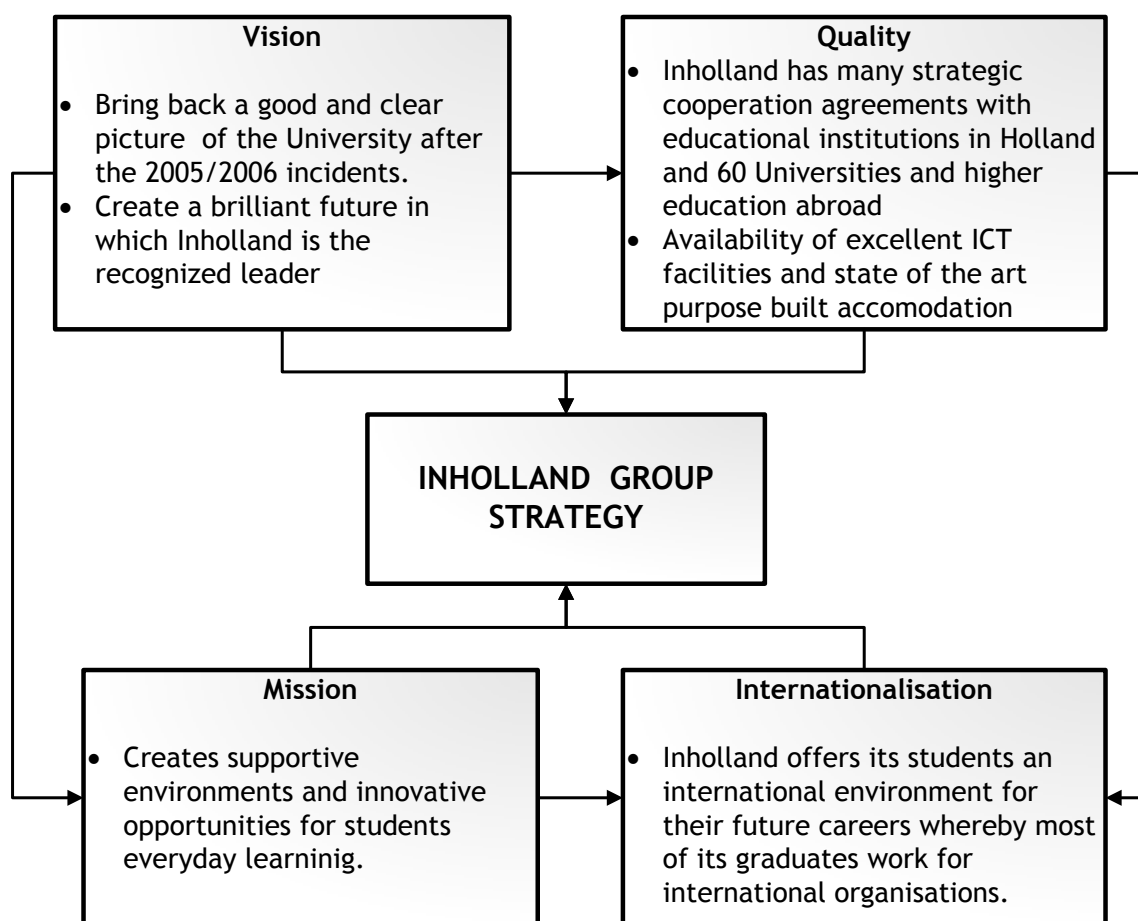 Vision
• Bring back a good and clear
picture of the University after
the 2005/2006 incidents.
• Create a brilliant future in
which Inholland is the
recognized leader
Quality
• Inholland has many strategic
cooperation agreements with
educational institutions in Holland
and 60 Universities and higher
education abroad
• Availability of excellent ICT
facilities and state of the art
purpose built accomodation
INHOLLAND GROUP
STRATEGY
Mission
• Creates supportive
environments and innovative
opportunities for students
everyday learninig.
Internationalisation
• Inholland offers its students an
international environment for
their future careers whereby most
of its graduates work for
international organisations.